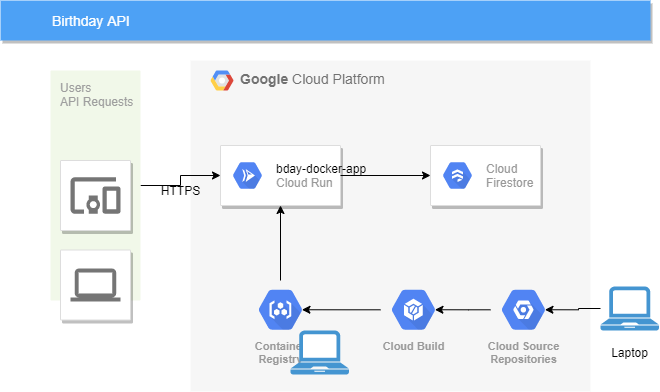 Birthday API
Users
API Requests
Google Cloud Platform
HTTPS
bday-docker-app
Cloud Run
Cloud
Firestore
Container
Registry
Cloud Build
Cloud Source
Repositories
Laptop